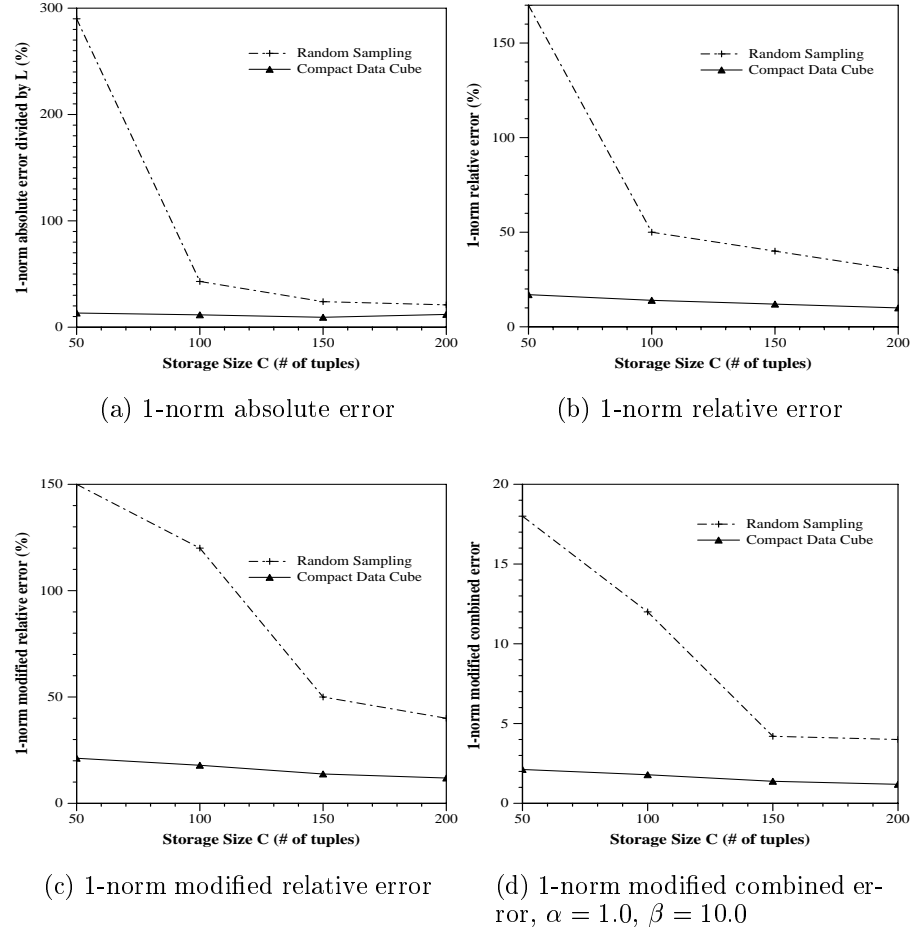 300
200
100
0
50
100
150
200
1-norm absolute error divided by L (%)
Storage Size C (# of tuples)
Random Sampling
Compact Data Cube
(a) 1-norm absolute error
150
100
50
0
50
100
150
200
1-norm relative error (%)
Storage Size C (# of tuples)
Random Sampling
Compact Data Cube
(b) 1-norm relative error
150
100
50
0
50
100
150
200
1-norm modified relative error (%)
Storage Size C (# of tuples)
Random Sampling
Compact Data Cube
(c) 1-norm modified relative error
20
16
12
8
4
0
50
100
150
200
1-norm modified combined error
Storage Size C (# of tuples)
Random Sampling
Compact Data Cube
(d) 1-norm modified combined er-
ror, α = 1.0, β = 10.0